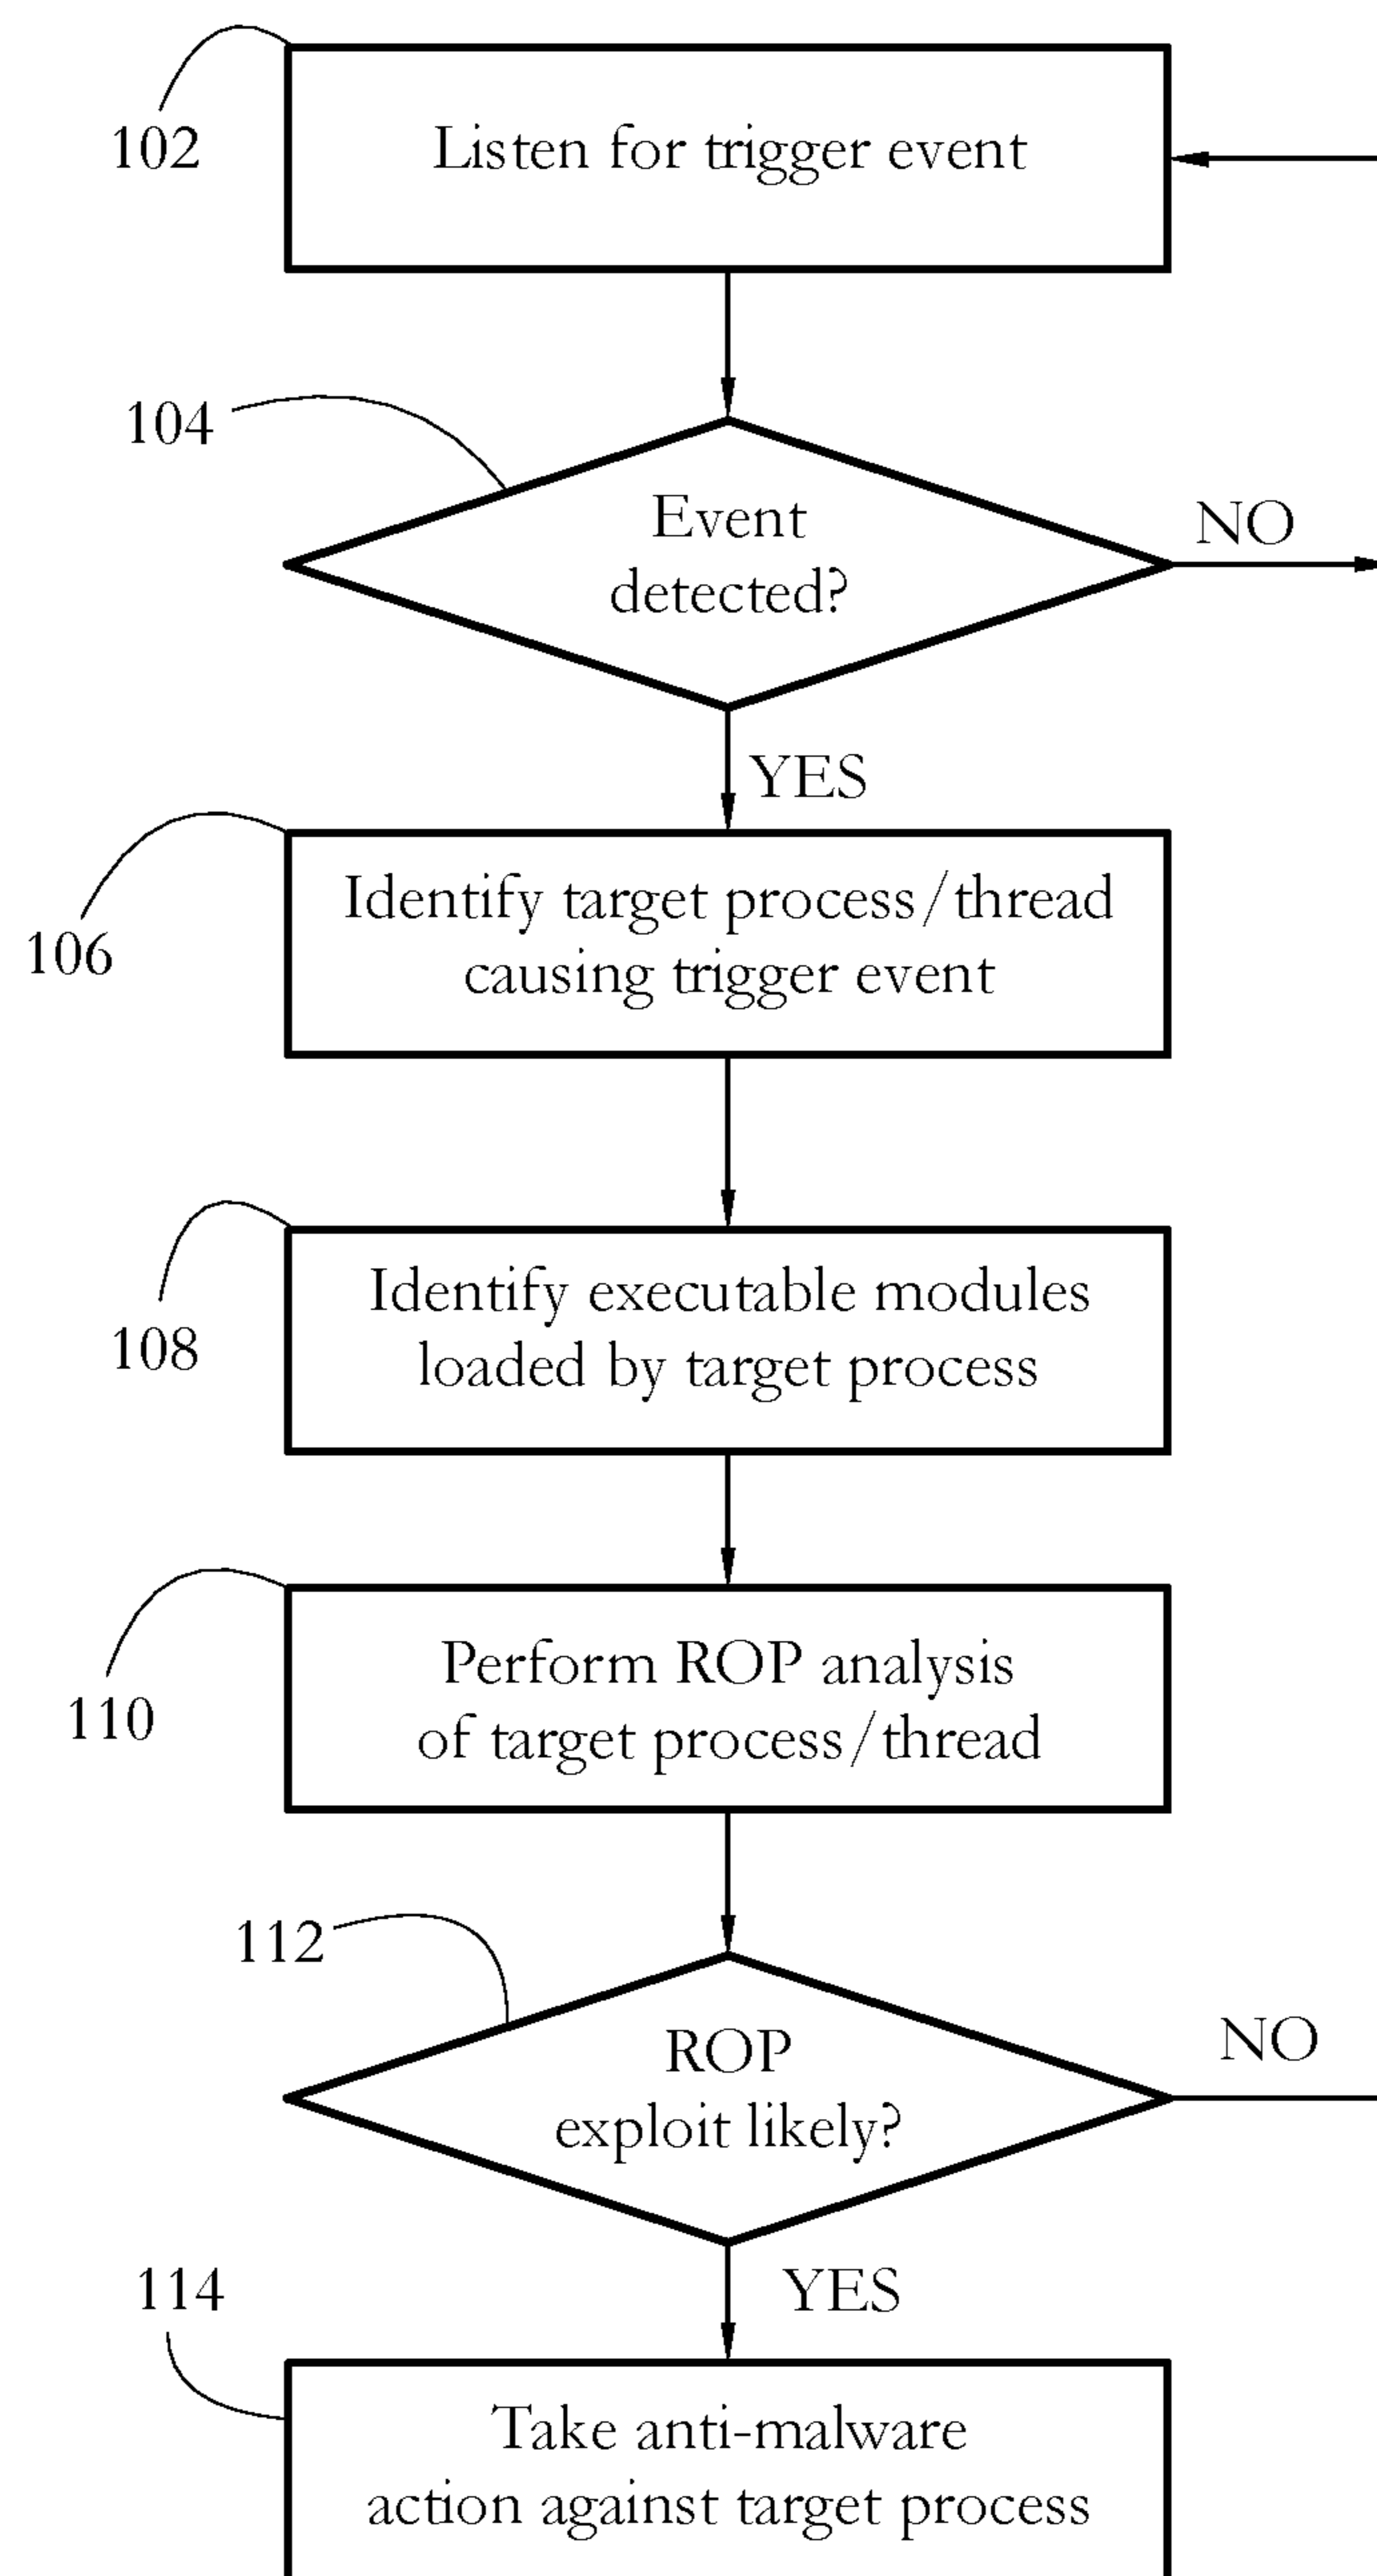 102
Listen for trigger event
104
Event
detected?
NO
YES
106
Identify target process/thread
causing trigger event
108
Identify executable modules
loaded by target process
110
Perform ROP analysis
of target process/thread
112
ROP
exploit likely?
NO
YES
114
Take anti-malware
action against target process